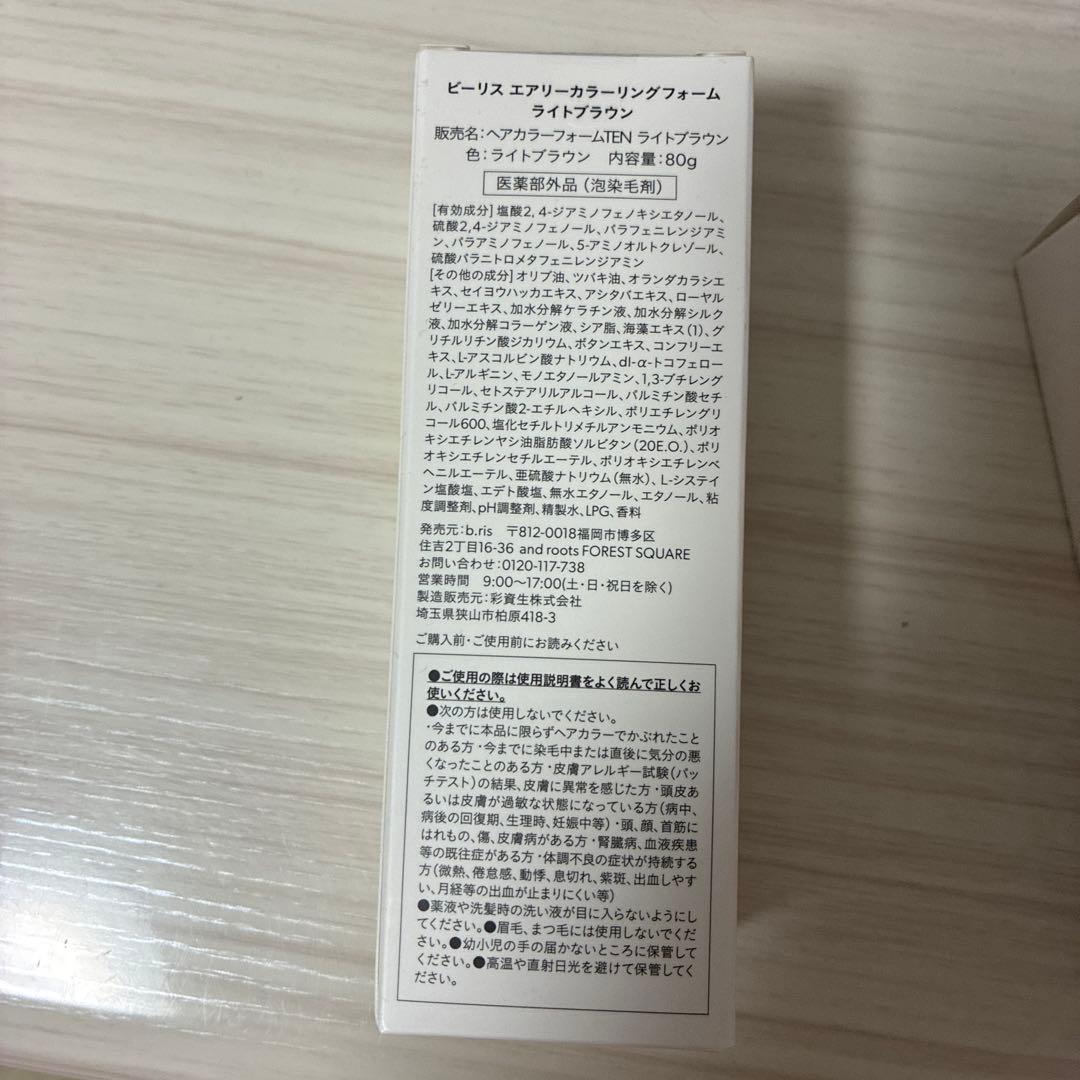 ビーリス エアリーカラーリングフォーム
ライトブラウン
販売名：ヘアカラーフォームTEN ライトブラウン
色：ライトブラウン　内容量：80g
医薬部外品（泡染毛剤）
[有効成分] 塩酸2, 4-ジアミノフェノキシエタノール、
硫酸2,4-ジアミノフェノール、パラフェニレンジアミ
ン、パラアミノフェノール、5-アミノオルトクレゾール、
硫酸パラニトロメタフェニレンジアミン
[その他の成分] オリブ油、ツバキ油、オランダカラシエ
キス、セイヨウハッカエキス、アシタバエキス、ローヤル
ゼリーエキス、加水分解ケラチン液、加水分解シルク
液、加水分解コラーゲン液、シア脂、海藻エキス（1）、グ
リチルリチン酸ジカリウム、ボタンエキス、コンフリーエ
キス、L-アスコルビン酸ナトリウム、dl-α-トコフェロー
ル、L-アルギニン、モノエタノールアミン、1,3-ブチレング
リコール、セトステアリルアルコール、パルミチン酸セチ
ル、パルミチン酸2-エチルヘキシル、ポリエチレングリ
コール600、塩化セチルトリメチルアンモニウム、ポリオ
キシエチレンヤシ油脂肪酸ソルビタン（20E.O.）、ポリ
オキシエチレンセチルエーテル、ポリオキシエチレンベ
ヘニルエーテル、亜硫酸ナトリウム（無水）、L-システイ
ン塩酸塩、エデト酸塩、無水エタノール、エタノール、粘
度調整剤、pH調整剤、精製水、LPG、香料
発売元：b.ris　〒812-0018福岡市博多区
住吉2丁目16-36 and roots FOREST SQUARE
お問い合わせ：0120-117-738
営業時間　9:00～17:00(土・日・祝日を除く)
製造販売元：彩資生株式会社
埼玉県狭山市柏原418-3
ご購入前・ご使用前にお読みください
●ご使用の際は使用説明書をよく読んで正しくお
使いください。
●次の方は使用しないでください。
・今までに本品に限らずヘアカラーでかぶれたこと
のある方・今までに染毛中または直後に気分の悪
くなったことのある方・皮膚アレルギー試験（パッ
チテスト）の結果、皮膚に異常を感じた方・頭皮あ
るいは皮膚が過敏な状態になっている方（病中、
病後の回復期、生理時、妊娠中等）・頭、顔、首筋に
はれもの、傷、皮膚病がある方・腎臓病、血液疾患
等の既往症がある方・体調不良の症状が持続する
方（微熱、倦怠感、動悸、息切れ、紫斑、出血しやす
い、月経等の出血が止まりにくい等）
●薬液や洗髪時の洗い液が目に入らないようにし
てください。●眉毛、まつ毛には使用しないでくだ
さい。●幼小児の手の届かないところに保管して
ください。●高温や直射日光を避けて保管してく
ださい。